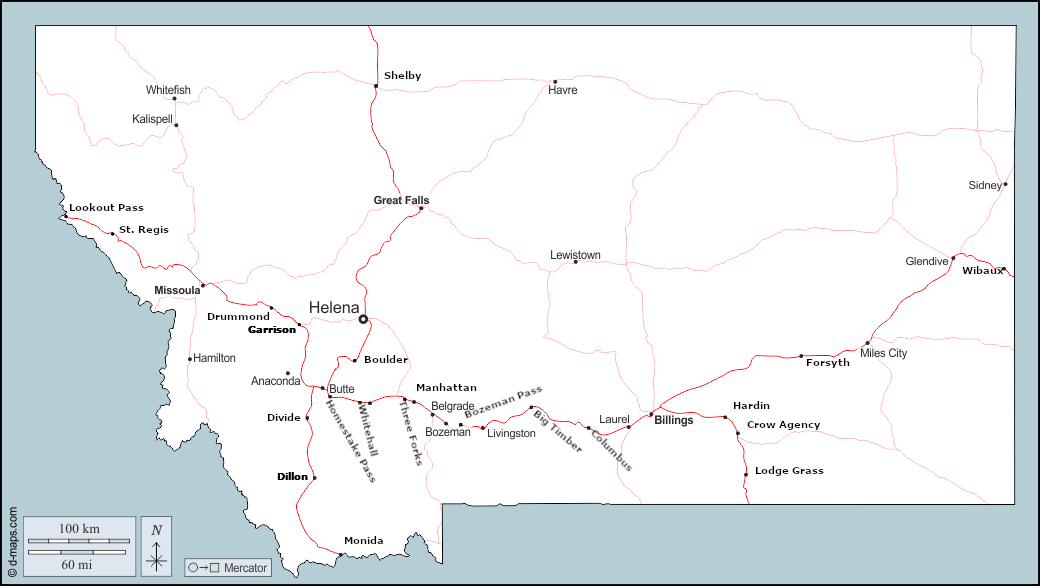 Shelby
Whitefish
Havre
Kalispell
Sidney
Great Falls
Lookout Pass
St. Regis
Lewistown
Glendive
Wibaux
Missoula
Helena
Drummond
Garrison
Miles City
Hamilton
Boulder
Forsyth
Anaconda
Butte
Manhattan
Bozeman Pass
Belgrade
Hardin
Divide
Homestake Pass
Whitehall
Three Forks
Bozeman
Livingston
Big Timber
Columbus
Laurel
Billings
Crow Agency
Dillon
Lodge Grass
Monida
© d-maps.com
100 km
60 mi
N
Mercator